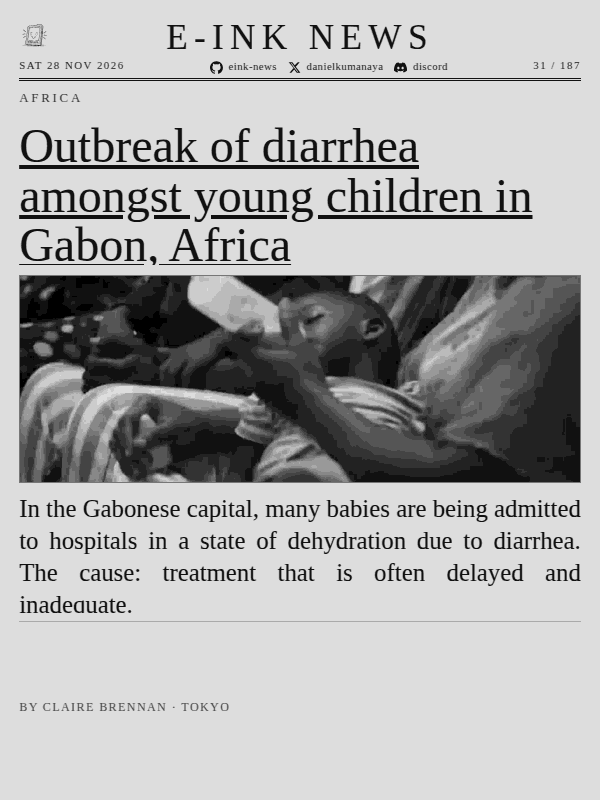 E-INK NEWS
SAT 28 NOV 2026
eink-news danielkumanaya discord
31 / 187
AFRICA
Outbreak of diarrhea
amongst young children in
Gabon, Africa
In the Gabonese capital, many babies are being admitted
to hospitals in a state of dehydration due to diarrhea.
The cause: treatment that is often delayed and
inadequate.
BY CLAIRE BRENNAN · TOKYO